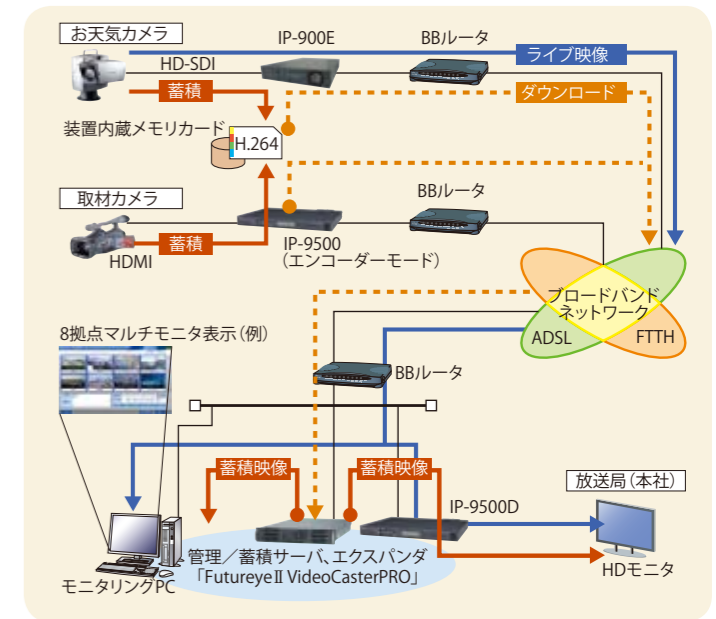 お天気カメラ
IP-900E
BBルータ
ライブ映像
HD-SDI
蓄積
ダウンロード
装置内蔵メモリカード
H.264
取材カメラ
BBルータ
蓄積
HDMI
IP-9500
（エンコーダーモード）
ブロードバンド
ネットワーク
ADSL
FTTH
8拠点マルチモニタ表示（例）
BBルータ
蓄積映像
蓄積映像
放送局（本社）
IP-9500D
管理／蓄積サーバ、エクスパンダ
「FutureyeⅡ VideoCasterPRO」
モニタリングPC
HDモニタ